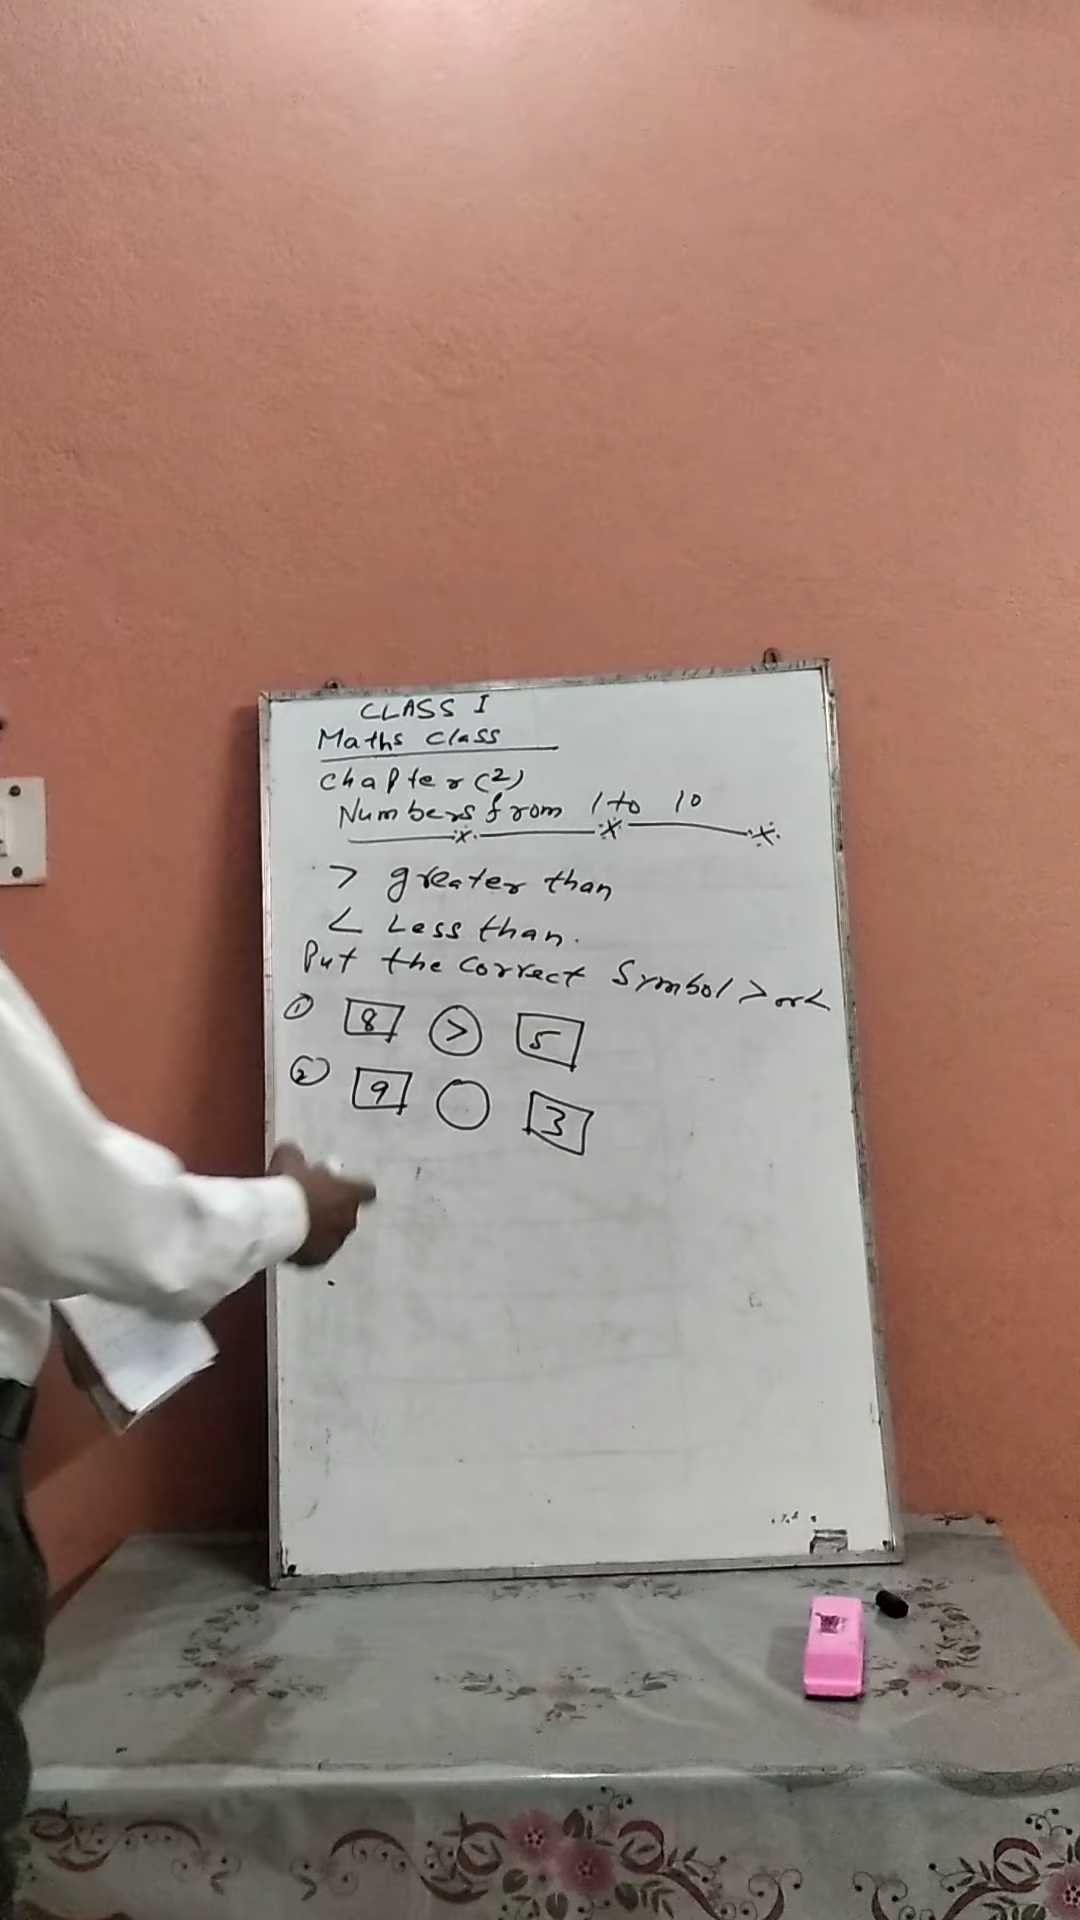 CLASS I
Maths Class
Chapter (2)
Numbers from 1 to 10
> greater than
< Less than.
Put the correct Symbol > or <
① 8 > 5
② 9 3